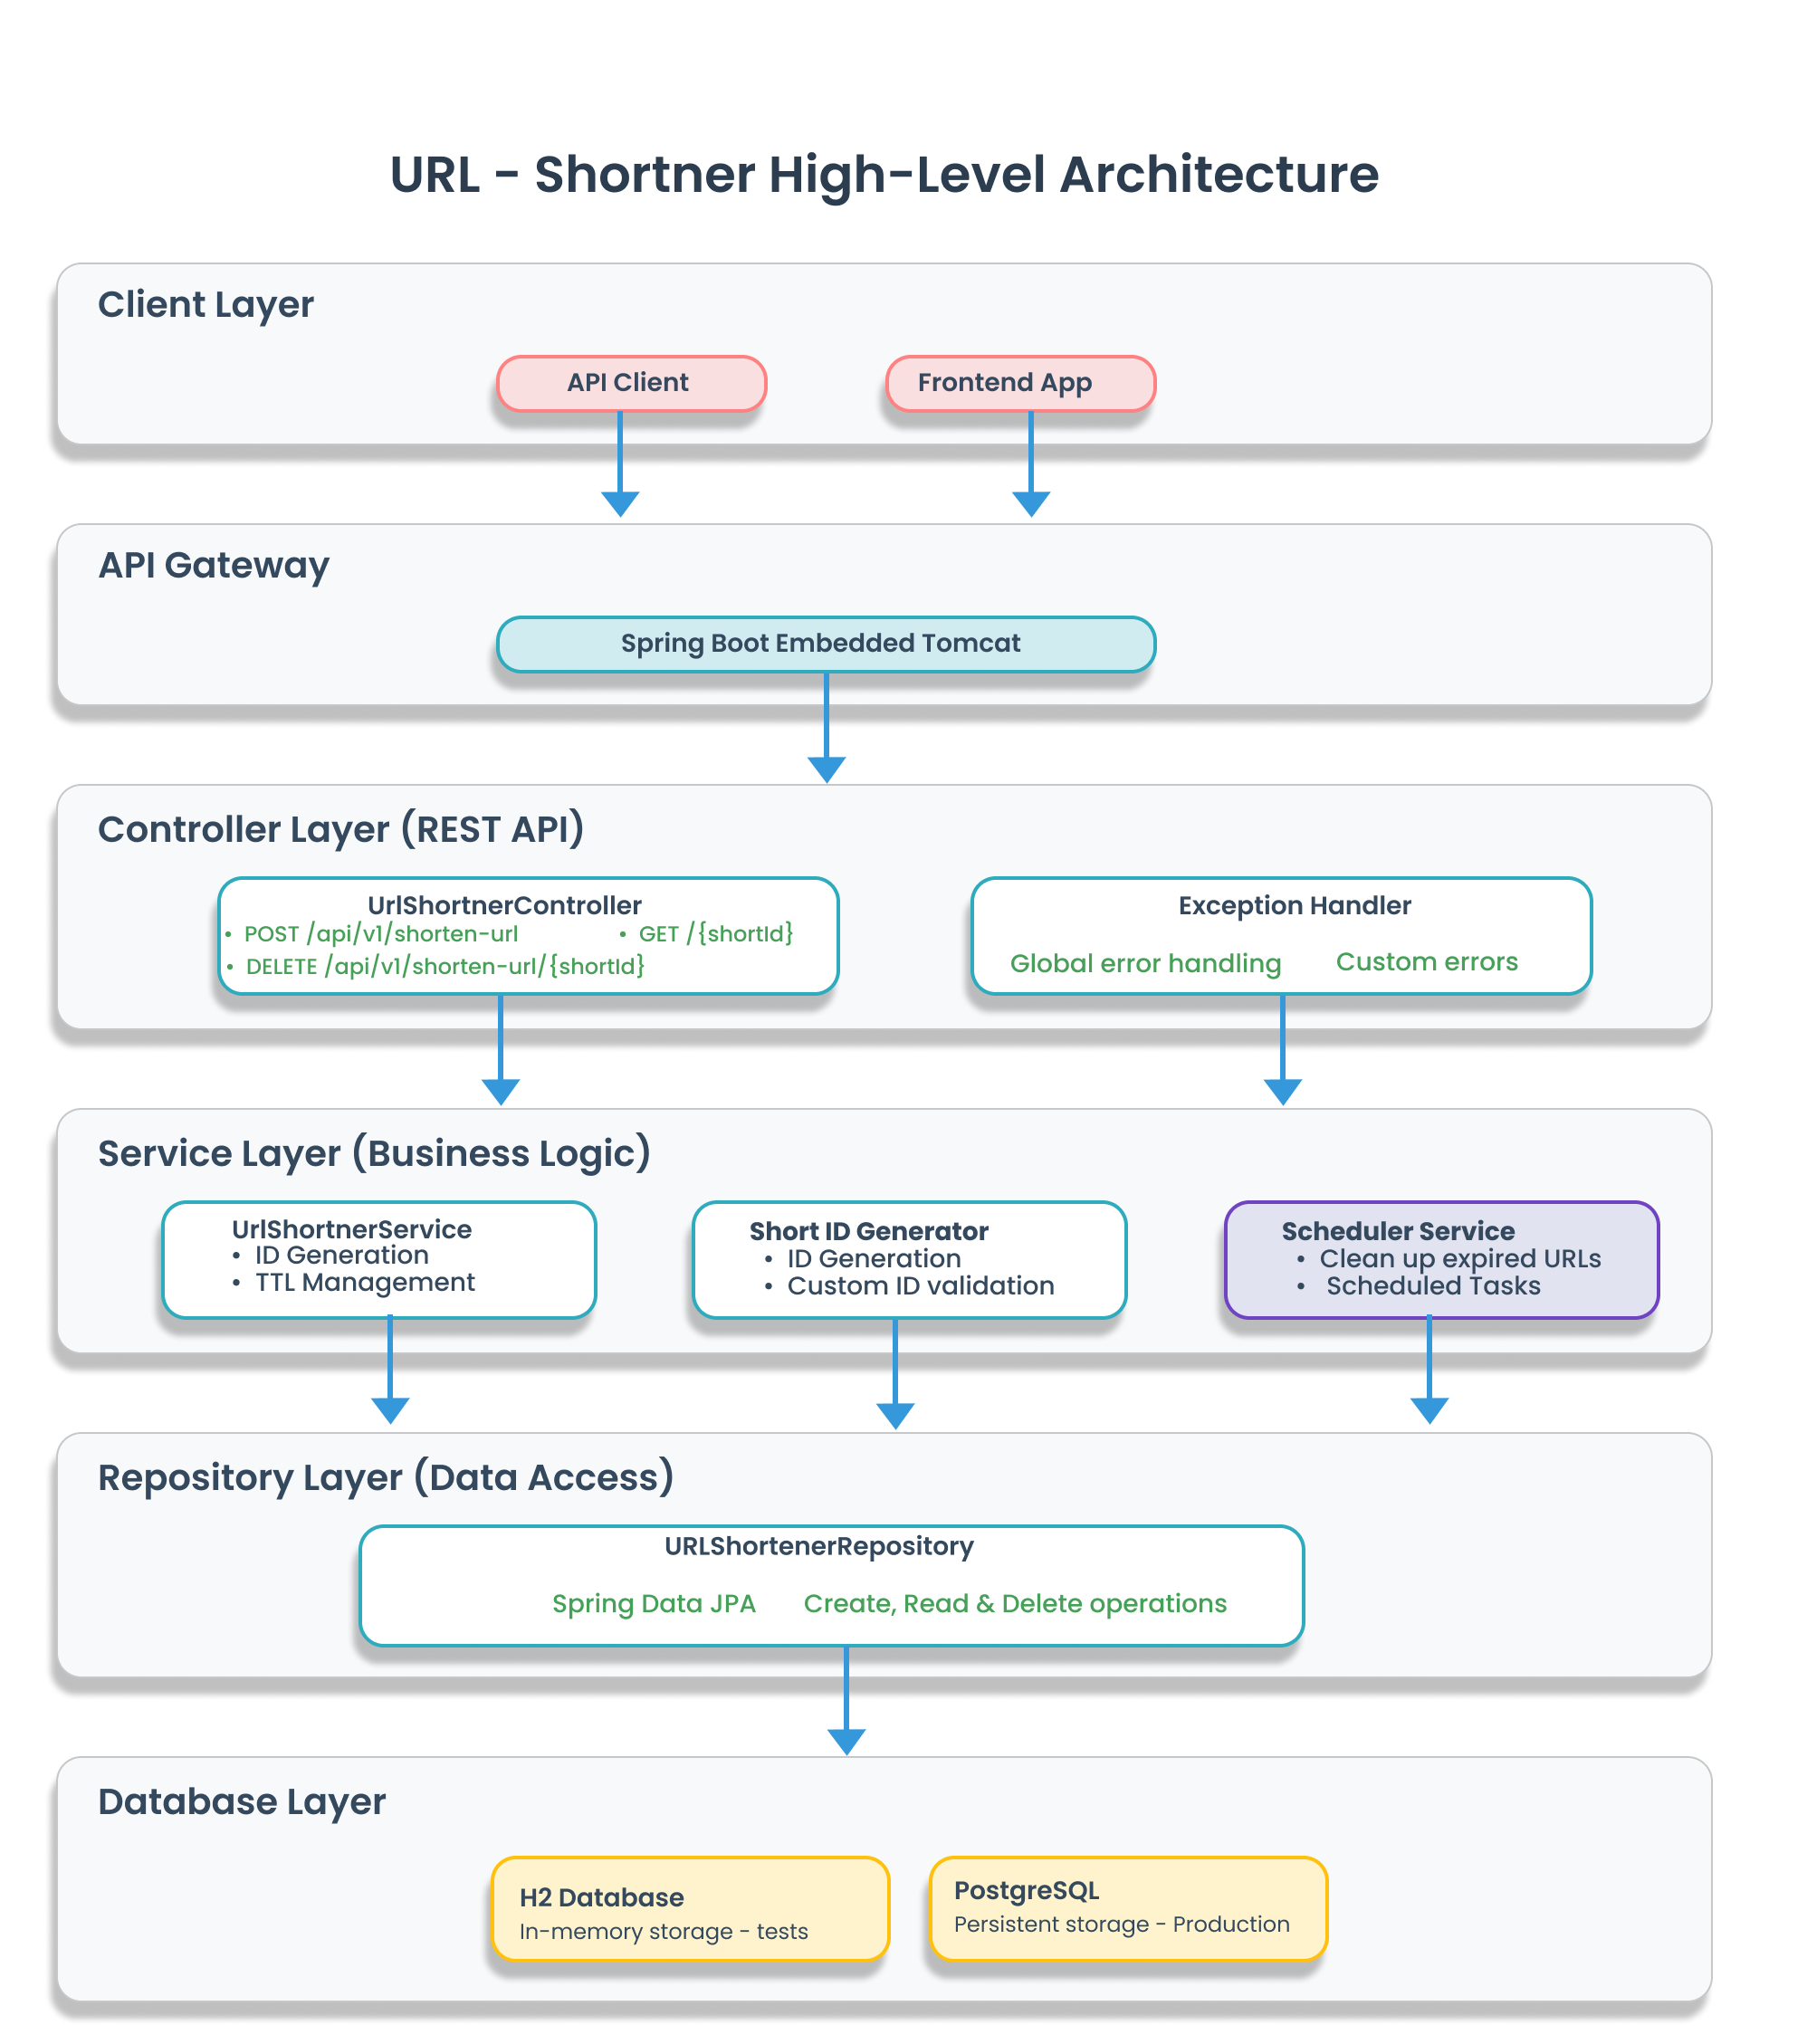 URL - Shortner High-Level Architecture
Client Layer
API Client
Frontend App
API Gateway
Spring Boot Embedded Tomcat
Controller Layer (REST API)
UrlShortnerController
• POST /api/v1/shorten-url
• GET /{shortId}
• DELETE /api/v1/shorten-url/{shortId}
Exception Handler
Global error handling
Custom errors
Service Layer (Business Logic)
UrlShortnerService
• ID Generation
• TTL Management
Short ID Generator
• ID Generation
• Custom ID validation
Scheduler Service
• Clean up expired URLs
• Scheduled Tasks
Repository Layer (Data Access)
URLShortenerRepository
Spring Data JPA
Create, Read & Delete operations
Database Layer
H2 Database
In-memory storage - tests
PostgreSQL
Persistent storage - Production